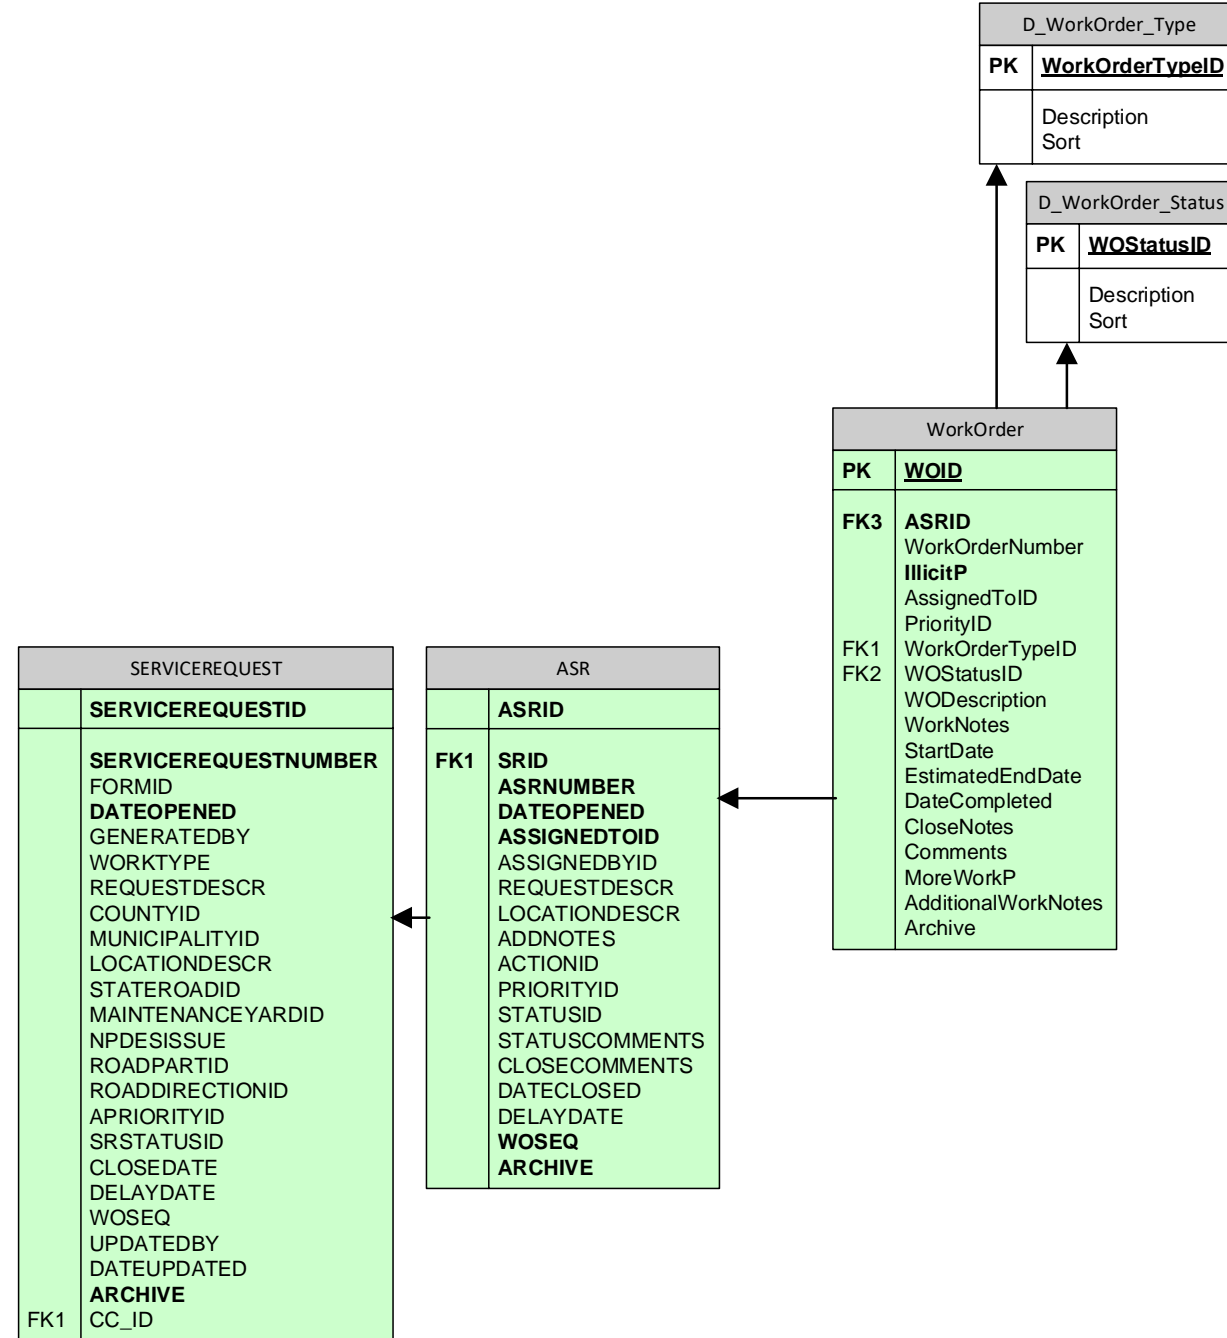 D_WorkOrder_Type
PK WorkOrderTypeID
Description
Sort
D_WorkOrder_Status
PK WOStatusID
Description
Sort
WorkOrder
PK WOID
FK3 ASRID
WorkOrderNumber
IllicitP
AssignedToID
PriorityID
FK1 WorkOrderTypeID
FK2 WOStatusID
WODescription
WorkNotes
StartDate
EstimatedEndDate
DateCompleted
CloseNotes
Comments
MoreWorkP
AdditionalWorkNotes
Archive
SERVICEREQUEST
SERVICEREQUESTID
SERVICEREQUESTNUMBER
FORMID
DATEOPENED
GENERATEDBY
WORKTYPE
REQUESTDESCR
COUNTYID
MUNICIPALITYID
LOCATIONDESCR
STATEROADID
MAINTENANCEYARDID
NPDESISSUE
ROADPARTID
ROADDIRECTIONID
APRIORITYID
SRSTATUSID
CLOSEDATE
DELAYDATE
WOSEQ
UPDATEDBY
DATEUPDATED
ARCHIVE
FK1 CC_ID
ASR
ASRID
FK1 SRID
ASRNUMBER
DATEOPENED
ASSIGNEDTOID
ASSIGNEDBYID
REQUESTDESCR
LOCATIONDESCR
ADDNOTES
ACTIONID
PRIORITYID
STATUSID
STATUSCOMMENTS
CLOSECOMMENTS
DATECLOSED
DELAYDATE
WOSEQ
ARCHIVE